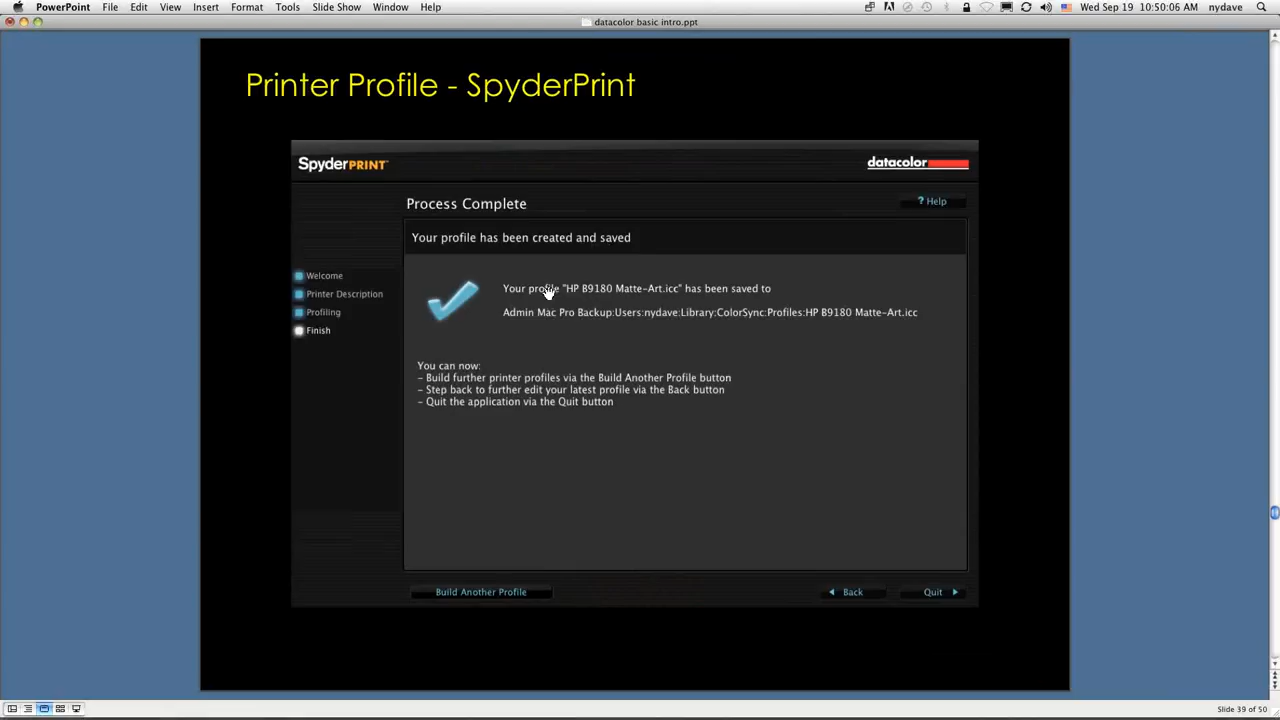 PowerPoint File Edit View Insert Format Tools Slide Show Window Help Wed Sep 19 10:50:06 AM nydave
datacolor basic intro.ppt
Printer Profile - SpyderPrint
SpyderPRINT™ datacolor
Process Complete ? Help
Your profile has been created and saved
Welcome
Printer Description
Profiling
Finish
Your profile "HP B9180 Matte-Art.icc" has been saved to
Admin Mac Pro Backup:Users:nydave:Library:ColorSync:Profiles:HP B9180 Matte-Art.icc
You can now:
- Build further printer profiles via the Build Another Profile button
- Step back to further edit your latest profile via the Back button
- Quit the application via the Quit button
Build Another Profile Back Quit
Slide 39 of 50